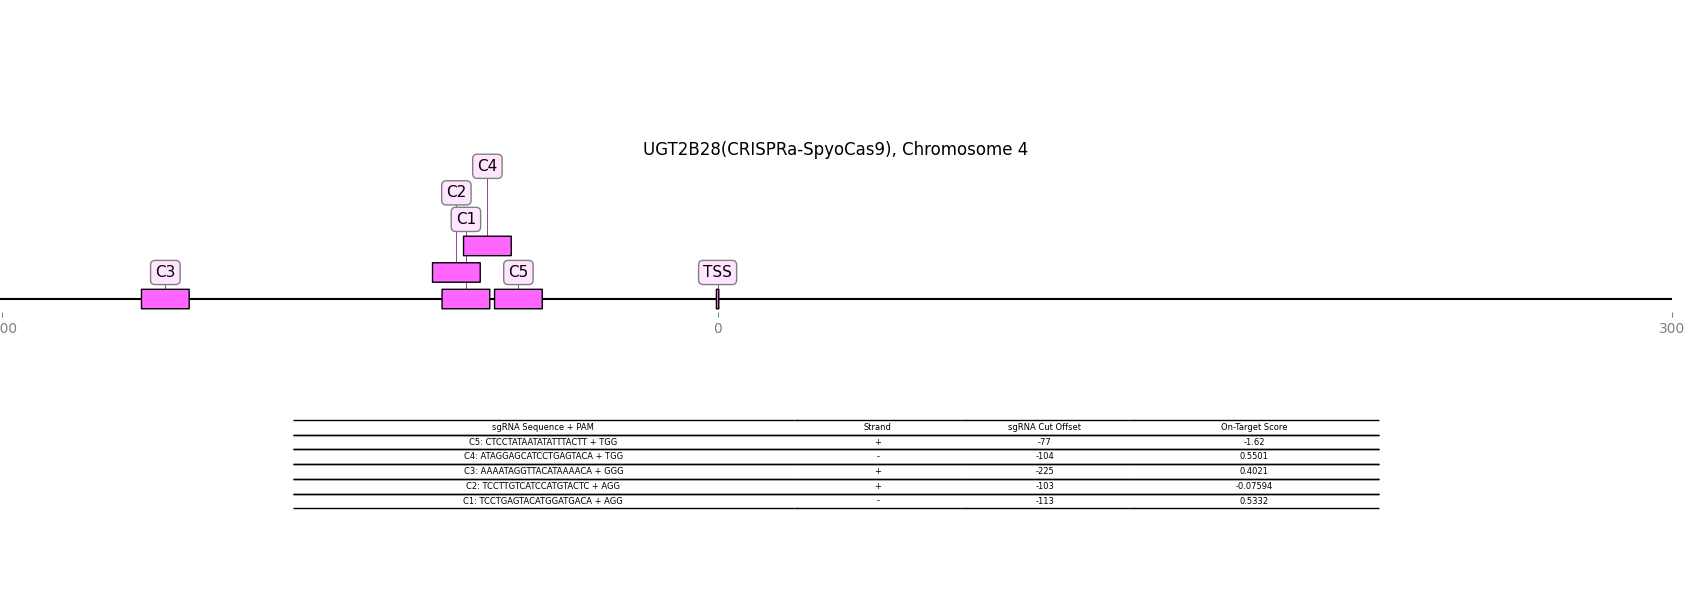 UGT2B28(CRISPRa-SpyoCas9), Chromosome 4
C4
C2
C1
C3
C5
TSS
00
0
300
sgRNA Sequence + PAM Strand sgRNA Cut Offset On-Target Score
C5: CTCCTATAATATATTTACTT + TGG + -77 -1.62
C4: ATAGGAGCATCCTGAGTACA + TGG - -104 0.5501
C3: AAAATAGGTTACATAAAACA + GGG + -225 0.4021
C2: TCCTTGTCATCCATGTACTC + AGG + -103 -0.07594
C1: TCCTGAGTACATGGATGACA + AGG - -113 0.5332